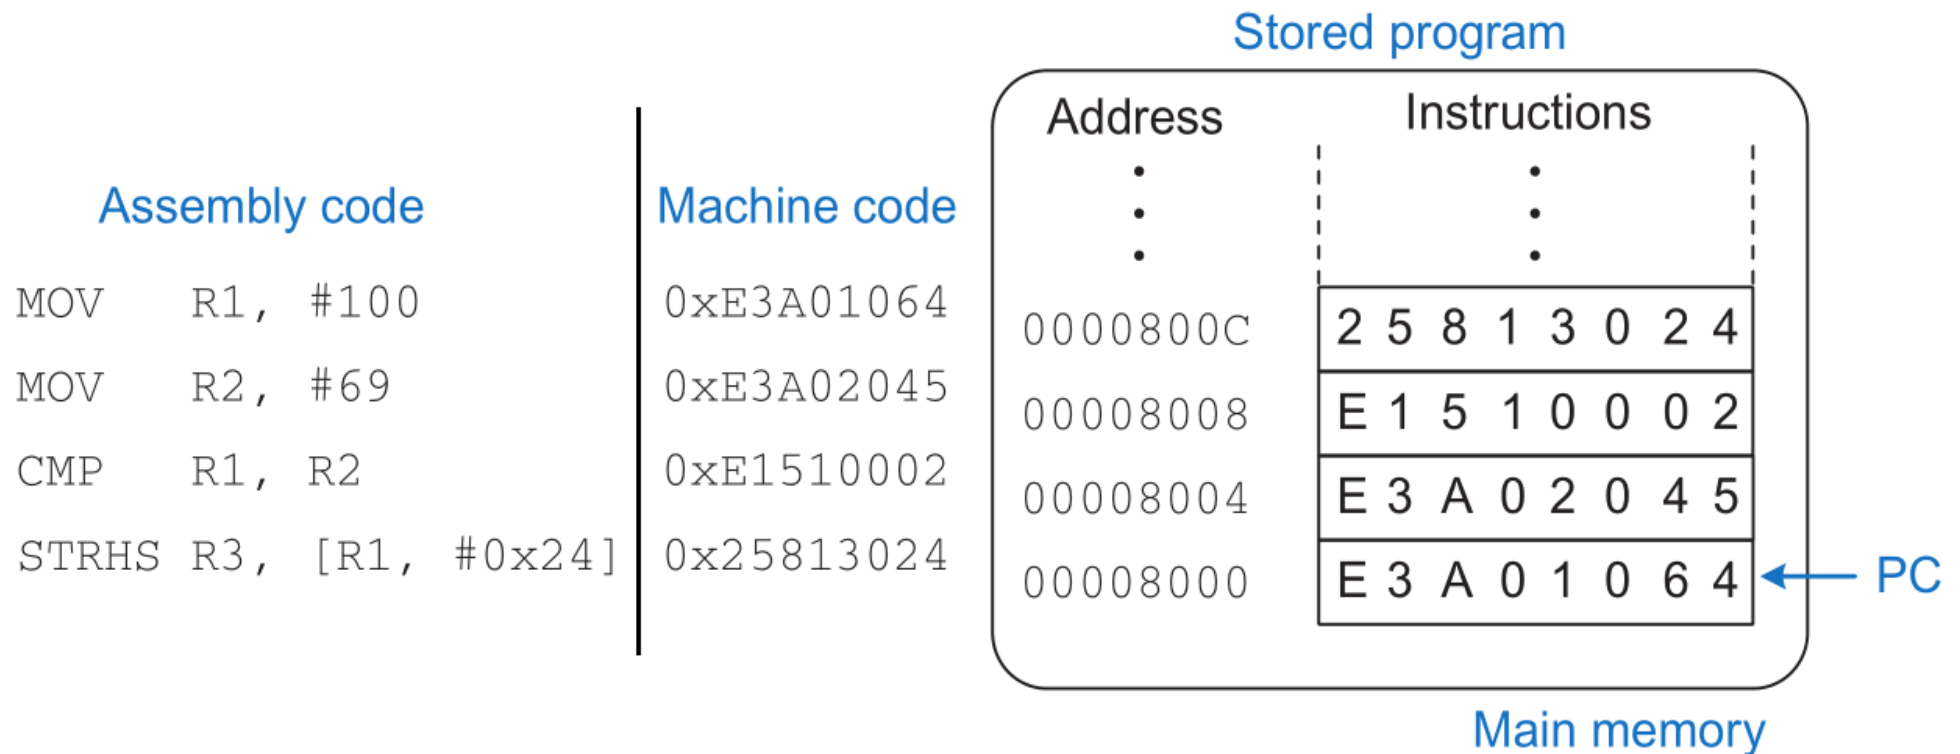 Stored program
Address Instructions
Assembly code Machine code
MOV R1, #100 0xE3A01064
0000800C 2 5 8 1 3 0 2 4
MOV R2, #69 0xE3A02045
00008008 E 1 5 1 0 0 0 2
CMP R1, R2 0xE1510002
00008004 E 3 A 0 2 0 4 5
STRHS R3, [R1, #0x24] 0x25813024
00008000 E 3 A 0 1 0 6 4 PC
Main memory